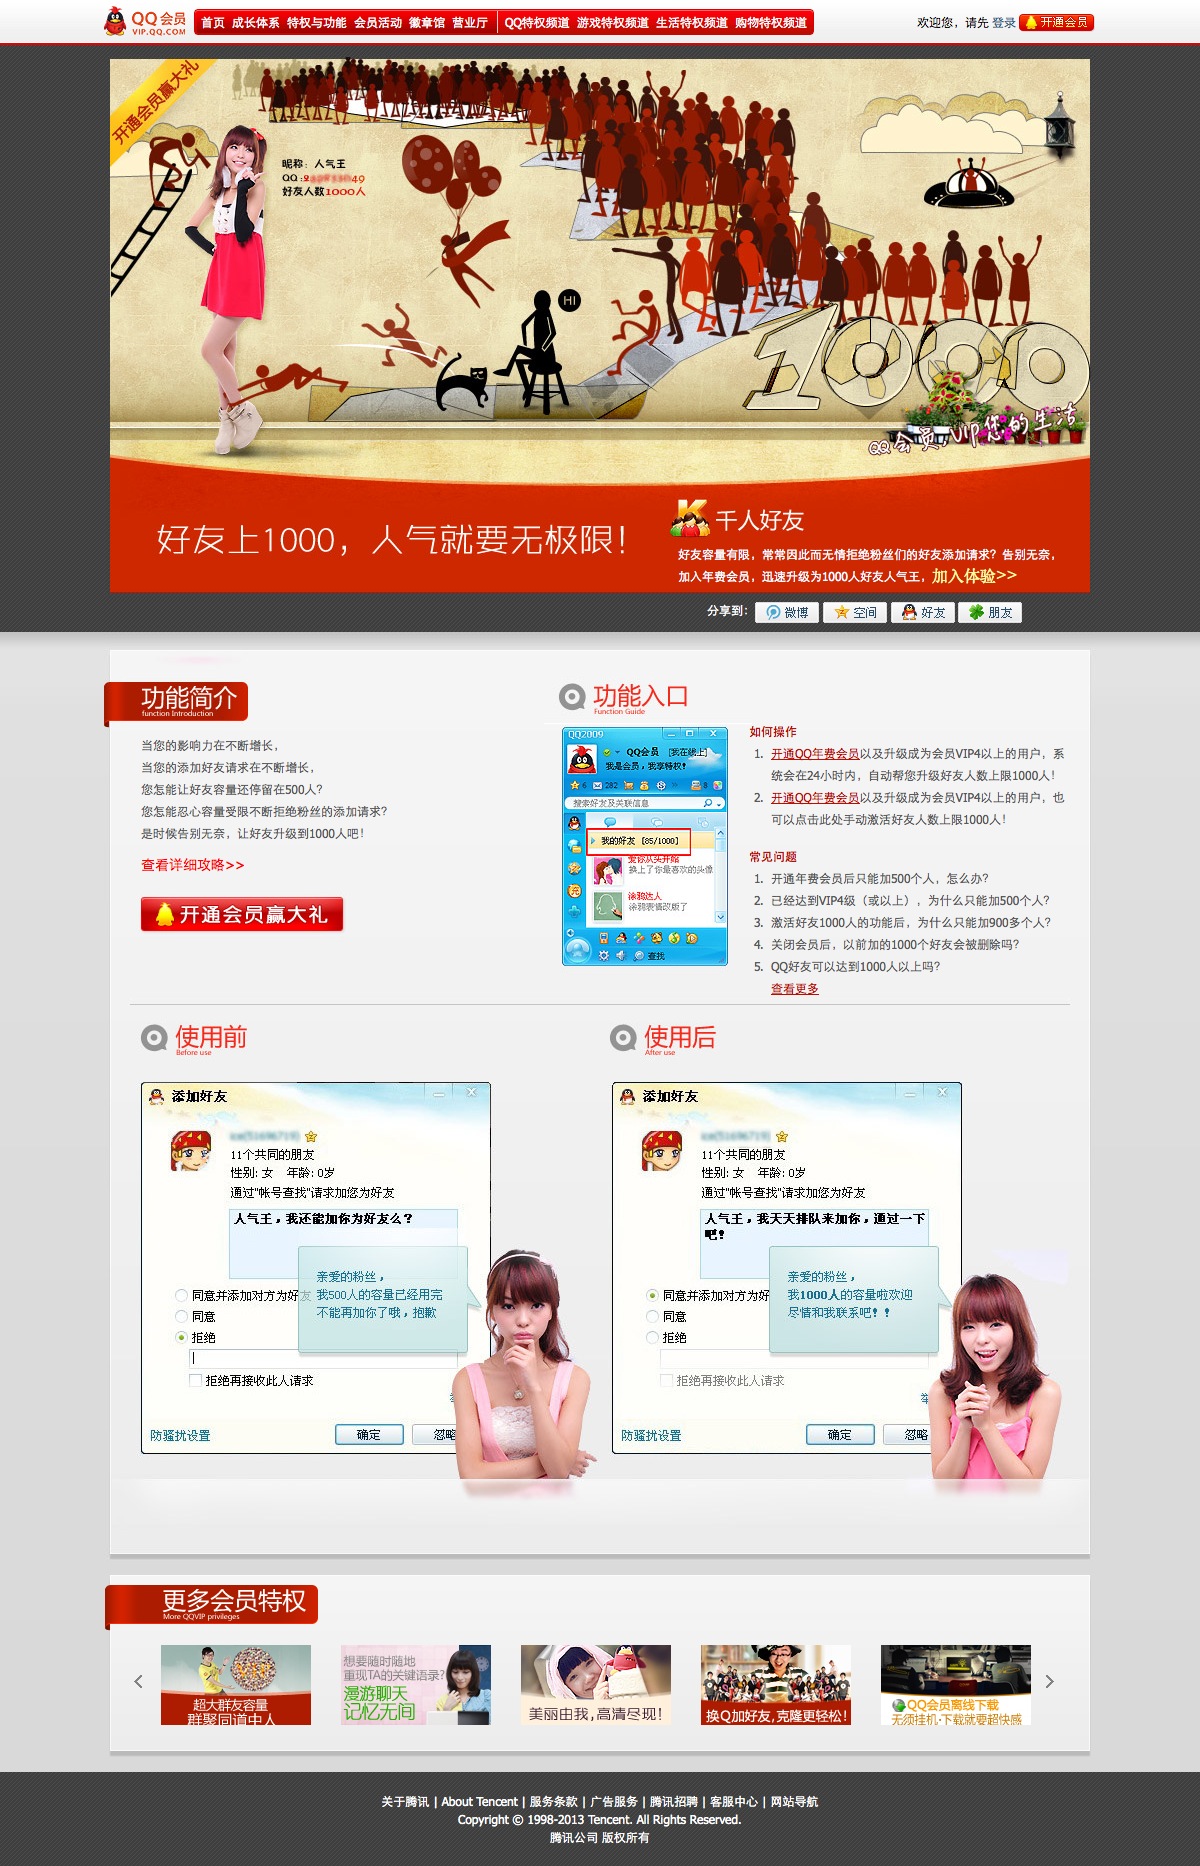 QQ会员
VIP.QQ.COM
首页 成长体系 特权与功能 会员活动 徽章馆 营业厅 QQ特权频道 游戏特权频道 生活特权频道 购物特权频道
欢迎您，请先 登录 开通会员
开通会员赢大礼
昵称：人气王
好友人数1000人
HI
1000
QQ会员,VIP您的生活
好友上1000，人气就要无极限！
千人好友
好友容量有限，常常因此而无情拒绝粉丝们的好友添加请求？告别无奈，
加入年费会员，迅速升级为1000人好友人气王，加入体验>>
分享到： 微博 空间 好友 朋友
功能简介
function Introduction
当您的影响力在不断增长，
当您的添加好友请求在不断增长，
您怎能让好友容量还停留在500人？
您怎能忍心容量受限不断拒绝粉丝的添加请求？
是时候告别无奈，让好友升级到1000人吧！
查看详细攻略>>
开通会员赢大礼
功能入口
Function Guide
QQ2009
QQ会员 [我在线上]
我是会员，我享特权！
6 282 8
搜索好友及关联信息
我的好友 [85/1000]
爱你从头开始
换上了你最喜欢的头像
涂鸦达人
涂鸦表情改版了
查找
如何操作
1. 开通QQ年费会员以及升级成为会员VIP4以上的用户，系
统会在24小时内，自动帮您升级好友人数上限1000人！
2. 开通QQ年费会员以及升级成为会员VIP4以上的用户，也
可以点击此处手动激活好友人数上限1000人！
常见问题
1. 开通年费会员后只能加500个人，怎么办？
2. 已经达到VIP4级（或以上），为什么只能加500个人？
3. 激活好友1000人的功能后，为什么只能加900多个人？
4. 关闭会员后，以前加的1000个好友会被删除吗？
5. QQ好友可以达到1000人以上吗？
查看更多
使用前
Before use
添加好友
11个共同的朋友
性别: 女 年龄: 0岁
通过"帐号查找"请求加您为好友
人气王，我还能加你为好友么？
亲爱的粉丝，
我500人的容量已经用完
不能再加你了哦，抱歉
同意并添加对方为好友
同意
拒绝
拒绝再接收此人请求
防骚扰设置
确定
忽略
使用后
After use
添加好友
11个共同的朋友
性别: 女 年龄: 0岁
通过"帐号查找"请求加您为好友
人气王，我天天排队来加你，通过一下
吧！
亲爱的粉丝，
我1000人的容量啦欢迎
尽情和我联系吧！！
同意并添加对方为好
同意
拒绝
拒绝再接收此人请求
防骚扰设置
确定
忽略
更多会员特权
More QQVIP privileges
超大群友容量
群聚同道中人
想要随时随地
重现TA的关键语录?
漫游聊天
记忆无间
美丽由我,高清尽现！
换Q加好友,克隆更轻松！
QQ会员离线下载
无须挂机·下载就要超快感
关于腾讯 | About Tencent | 服务条款 | 广告服务 | 腾讯招聘 | 客服中心 | 网站导航
Copyright © 1998-2013 Tencent. All Rights Reserved.
腾讯公司 版权所有